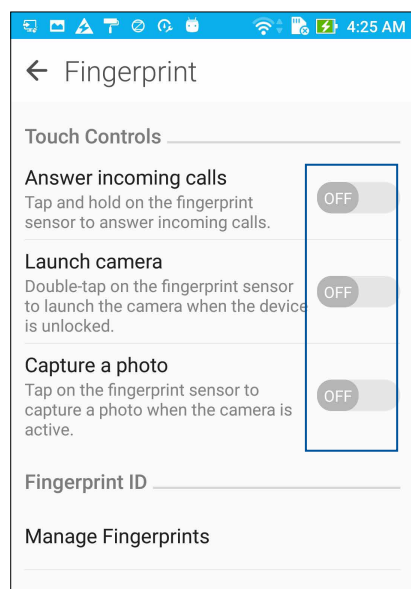 4:25 AM
Fingerprint
Touch Controls
Answer incoming calls
Tap and hold on the fingerprint
sensor to answer incoming calls.
OFF
Launch camera
Double-tap on the fingerprint sensor
to launch the camera when the device
is unlocked.
OFF
Capture a photo
Tap on the fingerprint sensor to
capture a photo when the camera is
active.
OFF
Fingerprint ID
Manage Fingerprints